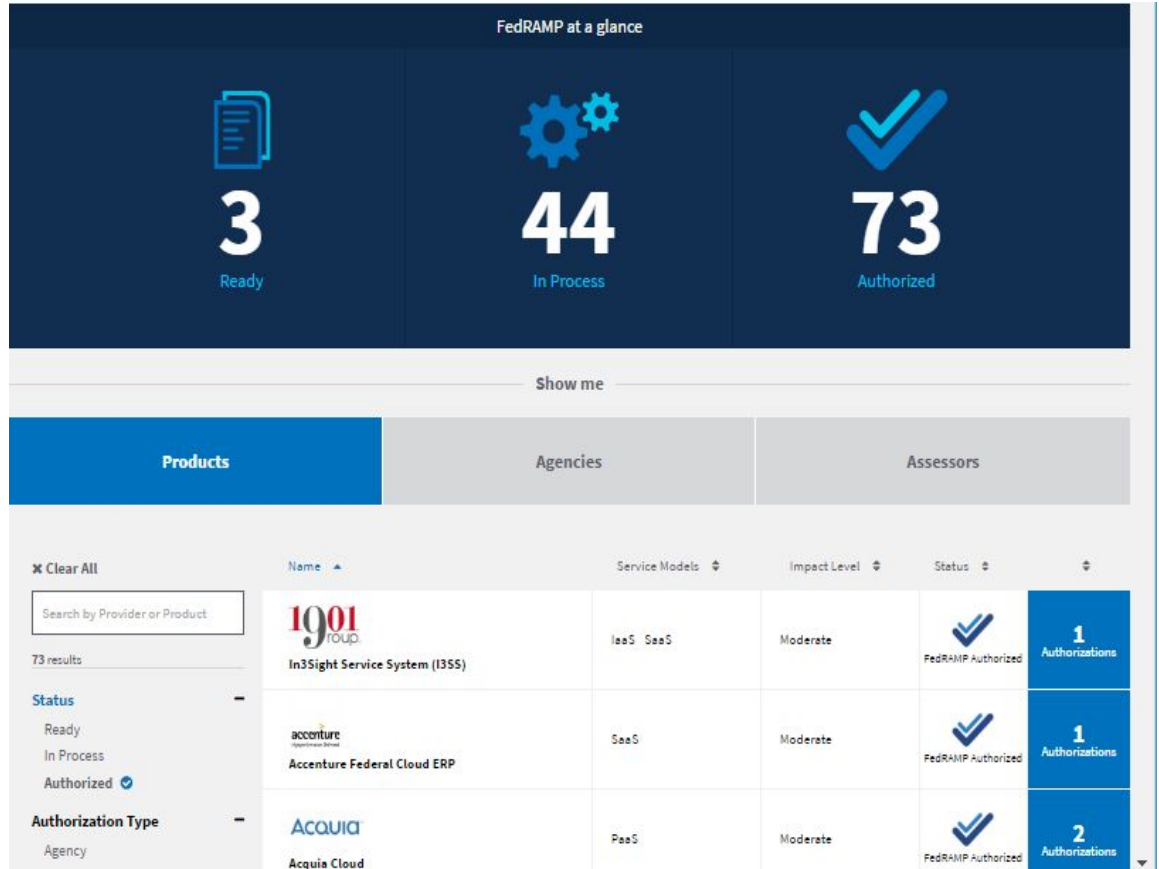 FedRAMP at a glance
3
Ready
44
In Process
73
Authorized
Show me
Products
Agencies
Assessors
✖ Clear All
Search by Provider or Product
73 results
Status
Ready
In Process
Authorized
Authorization Type
Agency
Name
Service Models
Impact Level
Status
1901
Group
In3Sight Service System (I3SS)
IaaS SaaS
Moderate
FedRAMP Authorized
1
Authorizations
accenture
Accenture Federal Cloud ERP
SaaS
Moderate
FedRAMP Authorized
1
Authorizations
ACQUIA
Acquia Cloud
PaaS
Moderate
FedRAMP Authorized
2
Authorizations